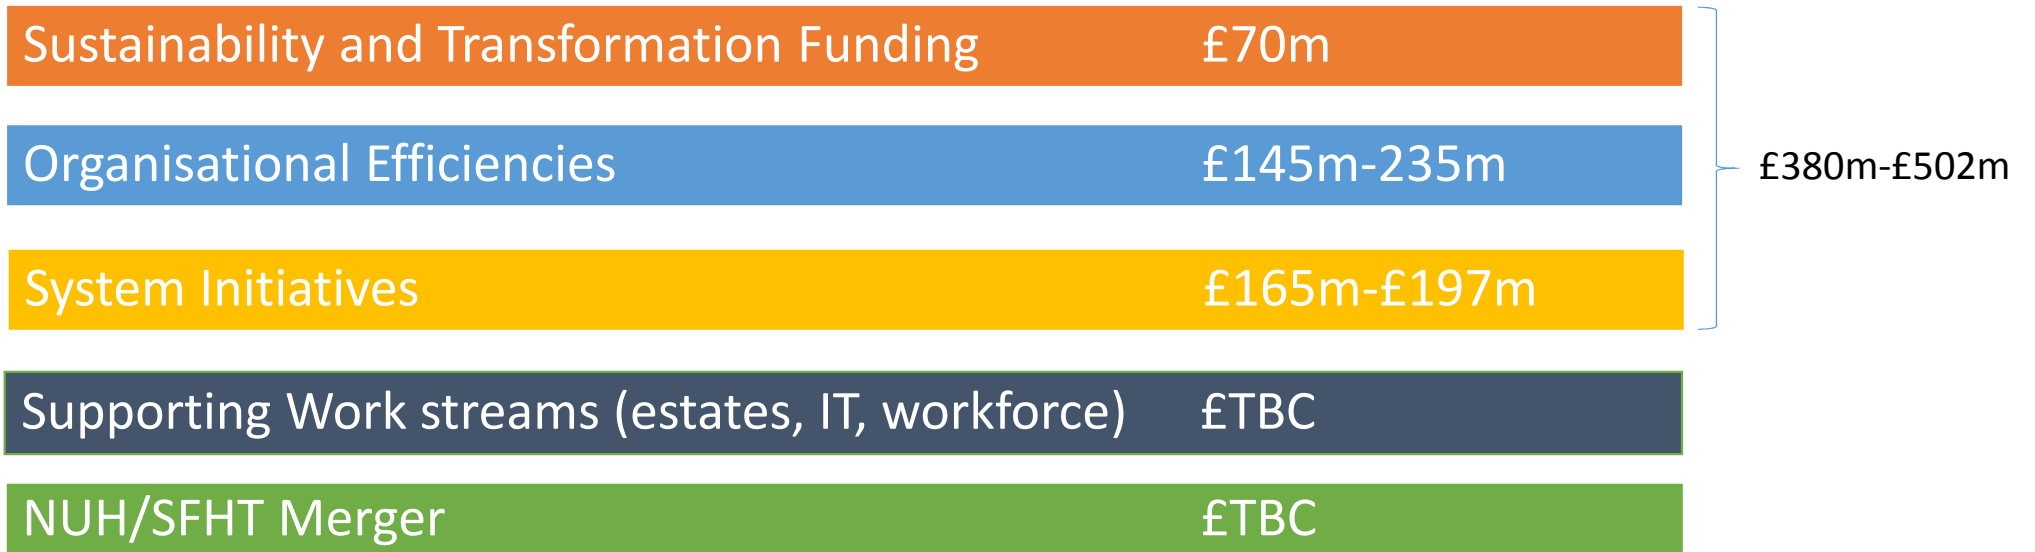 Sustainability and Transformation Funding £70m
Organisational Efficiencies £145m-235m
£380m-£502m
System Initiatives £165m-£197m
Supporting Work streams (estates, IT, workforce) £TBC
NUH/SFHT Merger £TBC